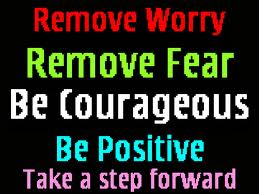 Remove Worry
Remove Fear
Be Courageous
Be Positive
Take a step forward